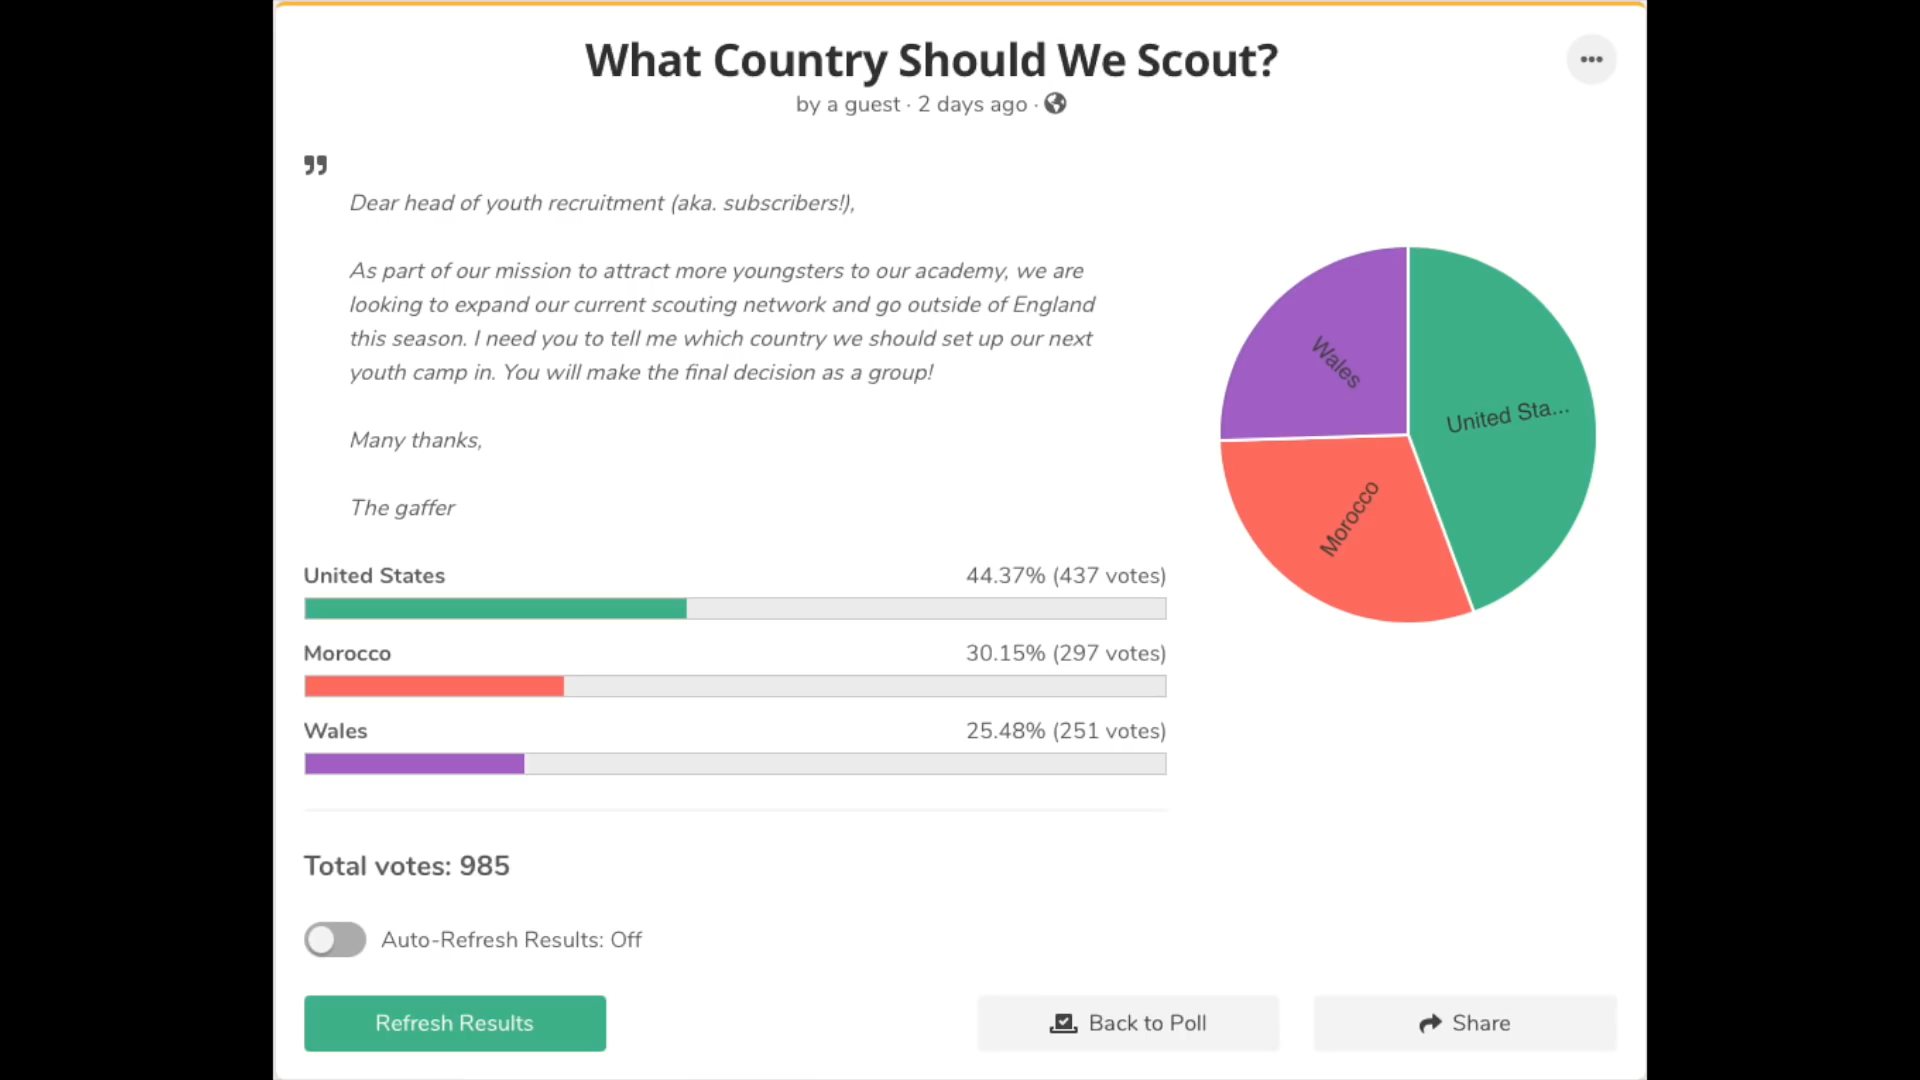 What Country Should We Scout?
by a guest · 2 days ago ·
Dear head of youth recruitment (aka. subscribers!),
As part of our mission to attract more youngsters to our academy, we are
looking to expand our current scouting network and go outside of England
this season. I need you to tell me which country we should set up our next
youth camp in. You will make the final decision as a group!
Many thanks,
The gaffer
United States 44.37% (437 votes)
Morocco 30.15% (297 votes)
Wales 25.48% (251 votes)
Wales
United Sta...
Morocco
Total votes: 985
Auto-Refresh Results: Off
Refresh Results
Back to Poll
Share